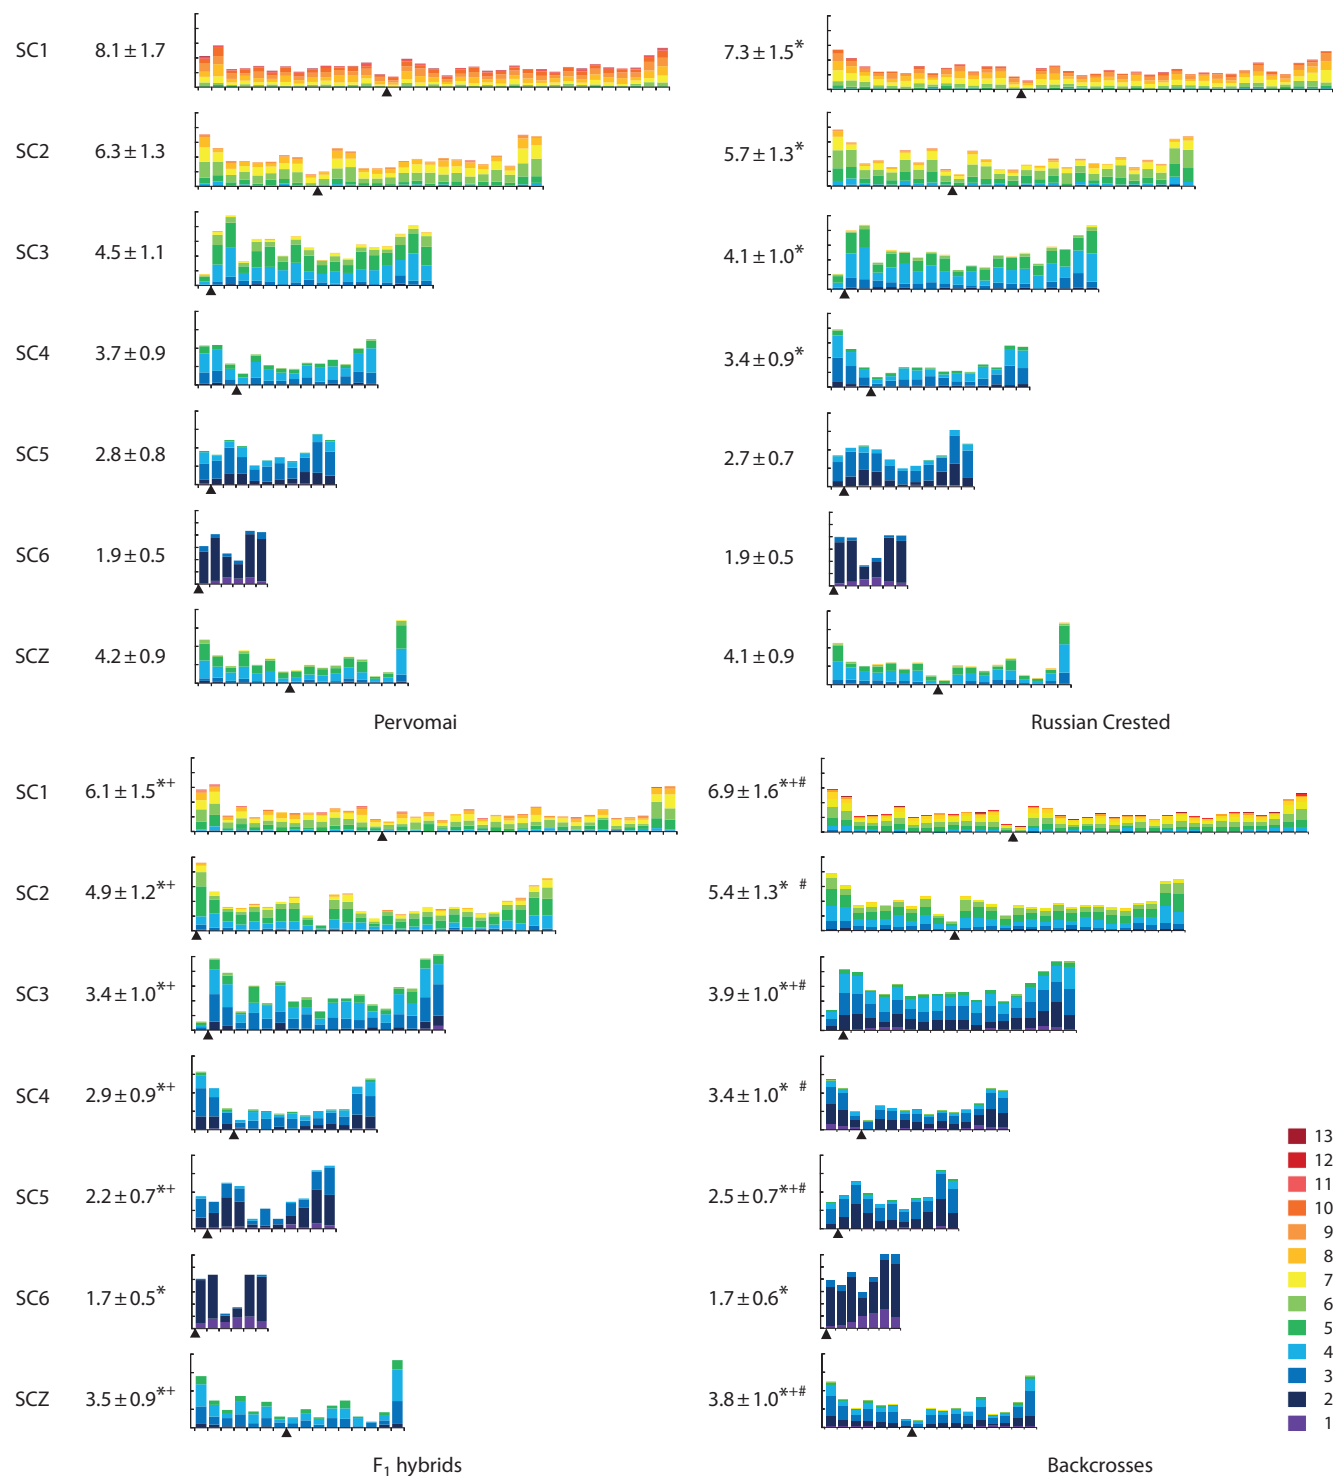 SC1 8.1 ± 1.7 7.3 ± 1.5*
SC2 6.3 ± 1.3 5.7 ± 1.3*
SC3 4.5 ± 1.1 4.1 ± 1.0*
SC4 3.7 ± 0.9 3.4 ± 0.9*
SC5 2.8 ± 0.8 2.7 ± 0.7
SC6 1.9 ± 0.5 1.9 ± 0.5
SCZ 4.2 ± 0.9 4.1 ± 0.9
Pervomai Russian Crested
SC1 6.1 ± 1.5*+ 6.9 ± 1.6*+#
SC2 4.9 ± 1.2*+ 5.4 ± 1.3* #
SC3 3.4 ± 1.0*+ 3.9 ± 1.0*+#
SC4 2.9 ± 0.9*+ 3.4 ± 1.0* #
SC5 2.2 ± 0.7*+ 2.5 ± 0.7*+#
SC6 1.7 ± 0.5* 1.7 ± 0.6*
SCZ 3.5 ± 0.9*+ 3.8 ± 1.0*+#
F1 hybrids Backcrosses
13
12
11
10
9
8
7
6
5
4
3
2
1